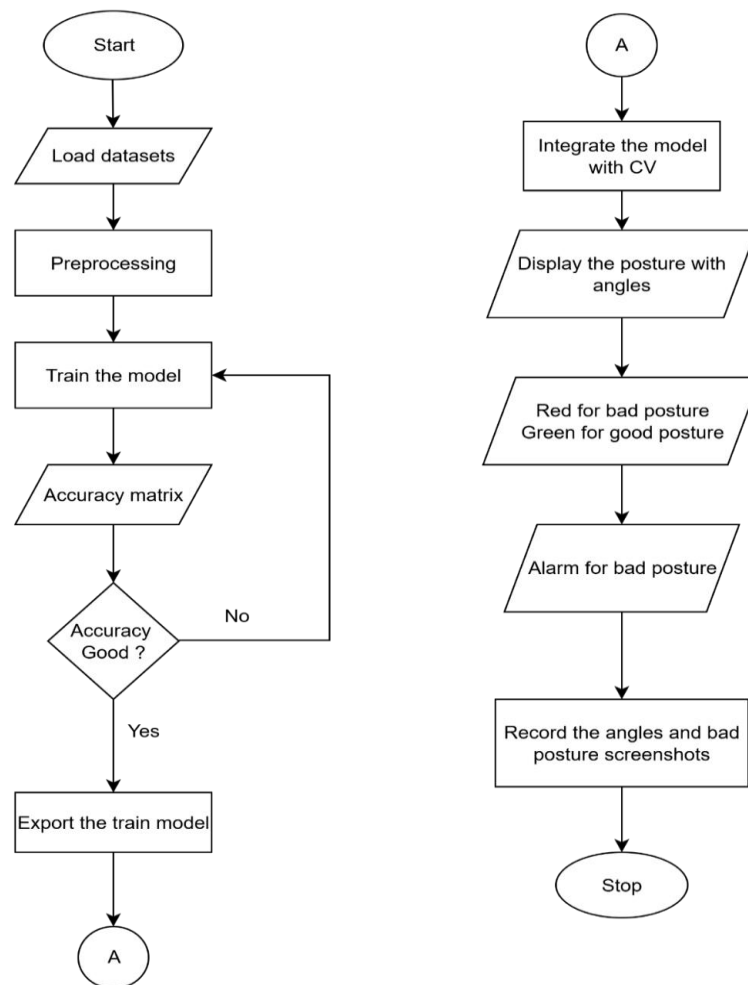 Start
Load datasets
Preprocessing
Train the model
Accuracy matrix
Accuracy
Good ?
No
Yes
Export the train model
A
A
Integrate the model
with CV
Display the posture with
angles
Red for bad posture
Green for good posture
Alarm for bad posture
Record the angles and bad
posture screenshots
Stop